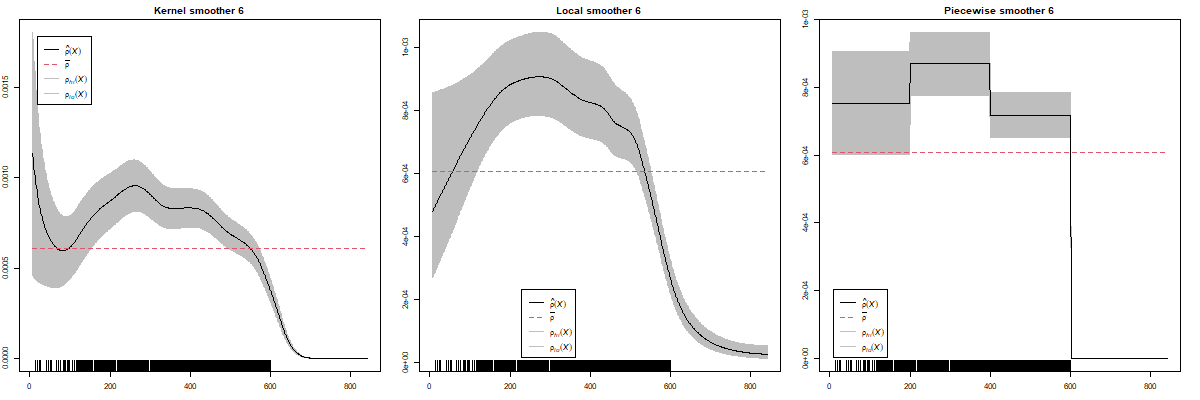 Kernel smoother 6
ρ̂(X)
ρ̅
ρhi(X)
ρlo(X)
0.0015
0.0010
0.0005
0.0000
0 200 400 600 800
Local smoother 6
1e-03
8e-04
6e-04
4e-04
2e-04
0e+00
ρ̂(X)
ρ̅
ρhi(X)
ρlo(X)
0 200 400 600 800
Piecewise smoother 6
1e-03
8e-04
6e-04
4e-04
2e-04
0e+00
ρ̂(X)
ρ̅
ρhi(X)
ρlo(X)
0 200 400 600 800